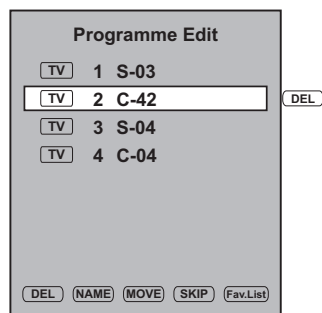 Programme Edit
TV 1 S-03
TV 2 C-42 DEL
TV 3 S-04
TV 4 C-04
DEL NAME MOVE SKIP Fav.List